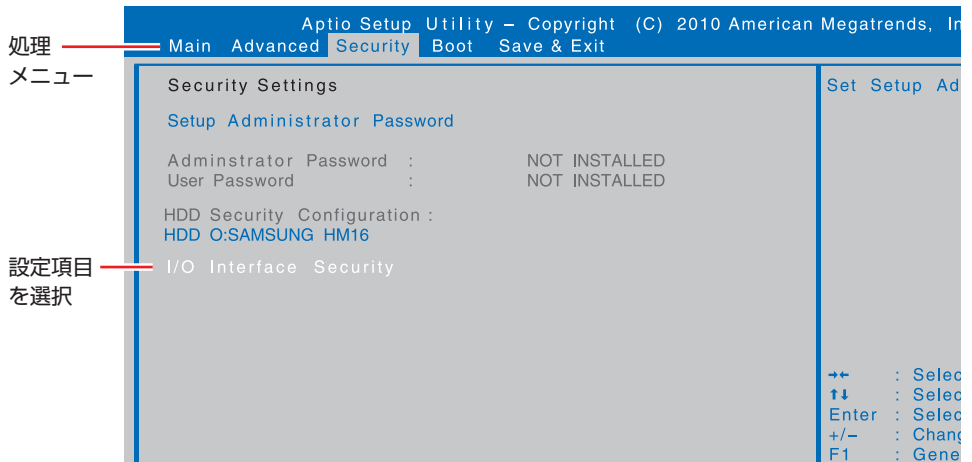 Aptio Setup Utility – Copyright (C) 2010 American Megatrends, In
処理
メニュー
Main Advanced Security Boot Save & Exit
Security Settings
Setup Administrator Password
Adminstrator Password : NOT INSTALLED
User Password : NOT INSTALLED
HDD Security Configuration :
HDD O:SAMSUNG HM16
設定項目
を選択
I/O Interface Security
Set Setup Ad
→← : Selec
↑↓ : Selec
Enter : Selec
+/– : Chang
F1 : Gene